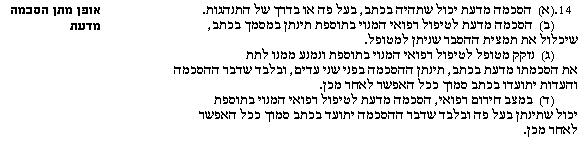 אופן מתן הסכמה
מדעת
14.(א) הסכמה מדעת יכול שתהיה בכתב, בעל פה או בדרך של התנהגות.
(ב) הסכמה מדעת לטיפול רפואי המנוי בתוספת תינתן במסמך בכתב,
שיכלול את תמצית ההסבר שניתן למטופל.
(ג) נזקק מטופל לטיפול רפואי המנוי בתוספת ונמנע ממנו לתת
את הסכמתו מדעת בכתב, תינתן ההסכמה בפני שני עדים, ובלבד שדבר ההסכמה
והעדות יתועדו בכתב סמוך ככל האפשר לאחר מכן.
(ד) במצב חירום רפואי, הסכמה מדעת לטיפול רפואי המנוי בתוספת
יכול שתינתן בעל פה ובלבד שדבר ההסכמה יתועד בכתב סמוך ככל האפשר
לאחר מכן.